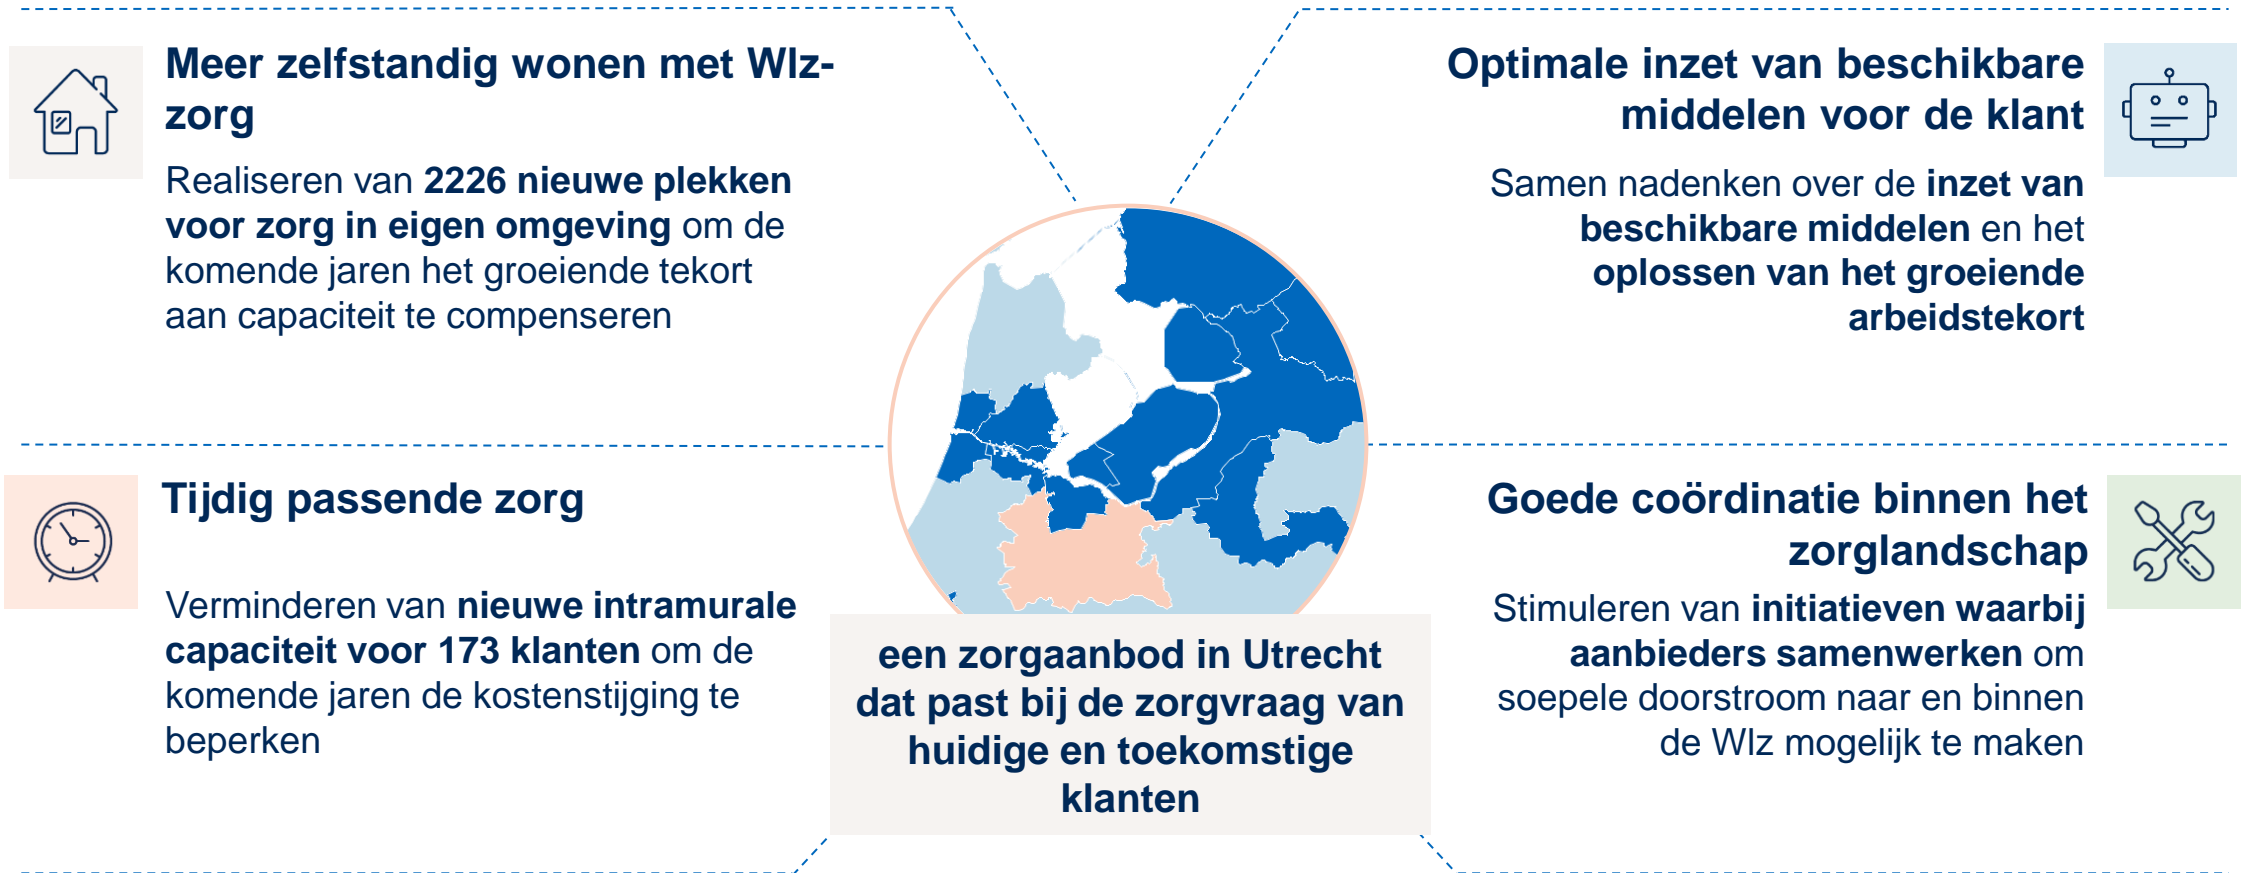 Meer zelfstandig wonen met Wlz-
zorg
Realiseren van 2226 nieuwe plekken
voor zorg in eigen omgeving om de
komende jaren het groeiende tekort
aan capaciteit te compenseren
Optimale inzet van beschikbare
middelen voor de klant
Samen nadenken over de inzet van
beschikbare middelen en het
oplossen van het groeiende
arbeidstekort
Tijdig passende zorg
Verminderen van nieuwe intramurale
capaciteit voor 173 klanten om de
komende jaren de kostenstijging te
beperken
een zorgaanbod in Utrecht
dat past bij de zorgvraag van
huidige en toekomstige
klanten
Goede coördinatie binnen het
zorglandschap
Stimuleren van initiatieven waarbij
aanbieders samenwerken om
soepele doorstroom naar en binnen
de Wlz mogelijk te maken